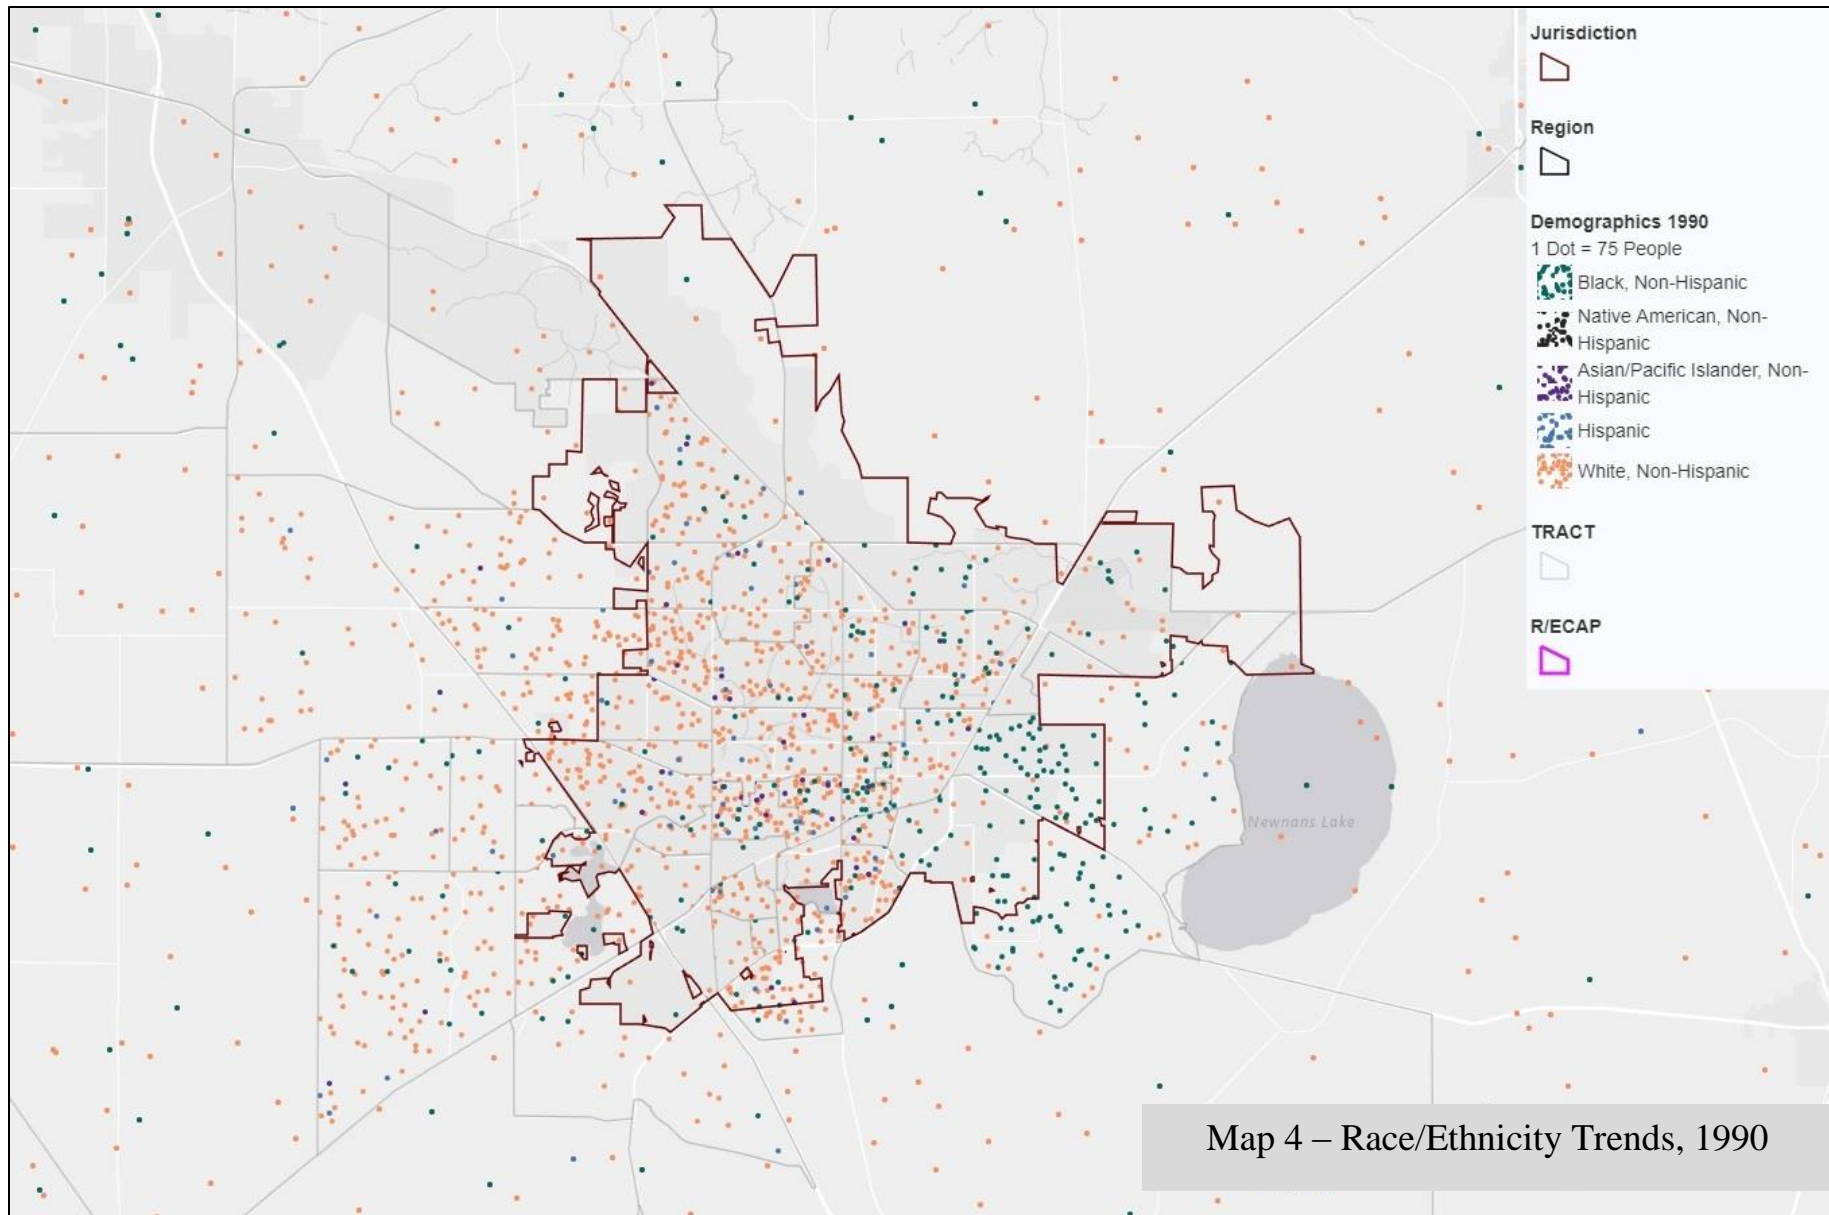 Jurisdiction
Region
Demographics 1990
1 Dot = 75 People
Black, Non-Hispanic
Native American, Non-
Hispanic
Asian/Pacific Islander, Non-
Hispanic
Hispanic
White, Non-Hispanic
TRACT
R/ECAP
Newnans Lake
Map 4 – Race/Ethnicity Trends, 1990